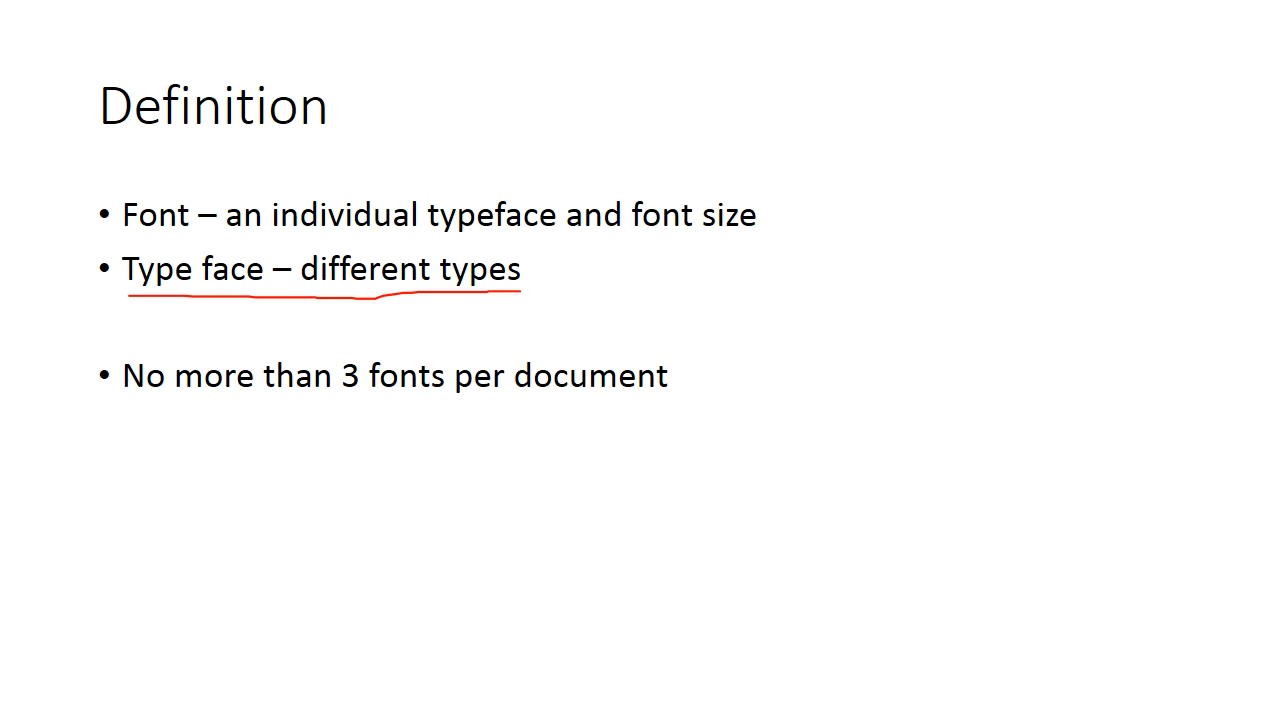 Definition
• Font – an individual typeface and font size
• Type face – different types
• No more than 3 fonts per document